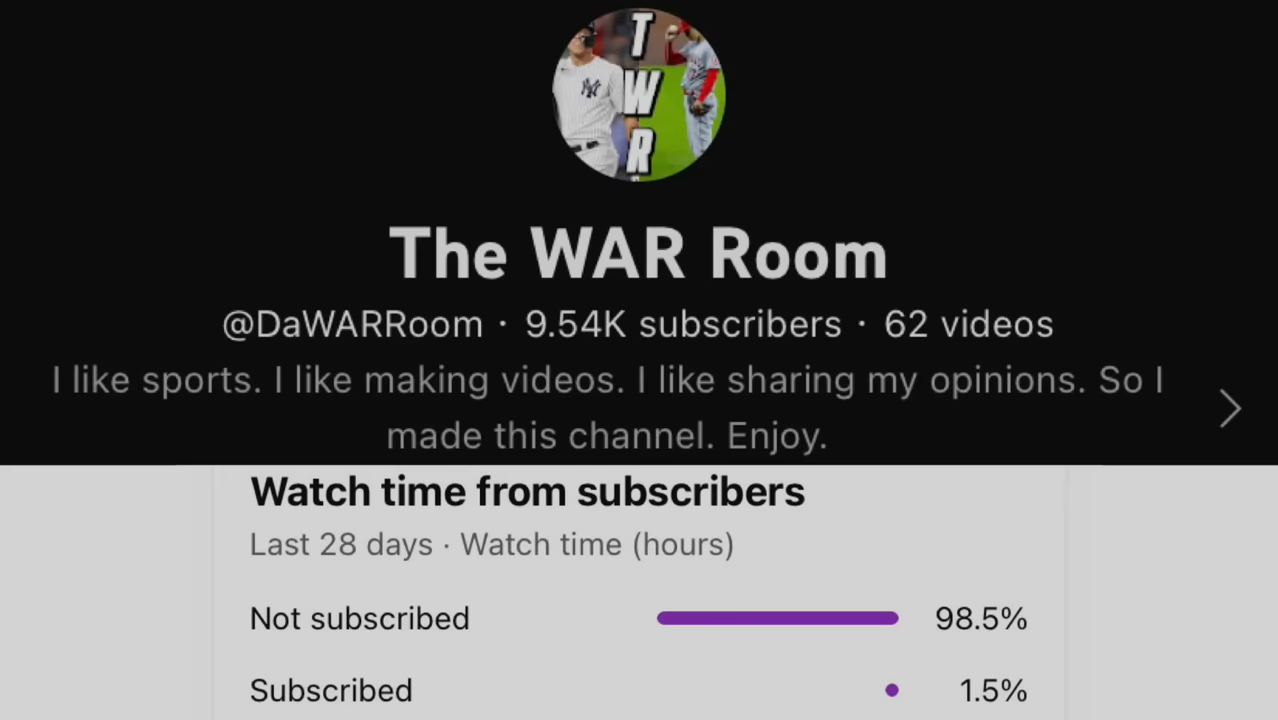 T
W
R
The WAR Room
@DaWARRoom · 9.54K subscribers · 62 videos
I like sports. I like making videos. I like sharing my opinions. So I
made this channel. Enjoy.
Watch time from subscribers
Last 28 days · Watch time (hours)
Not subscribed 98.5%
Subscribed 1.5%